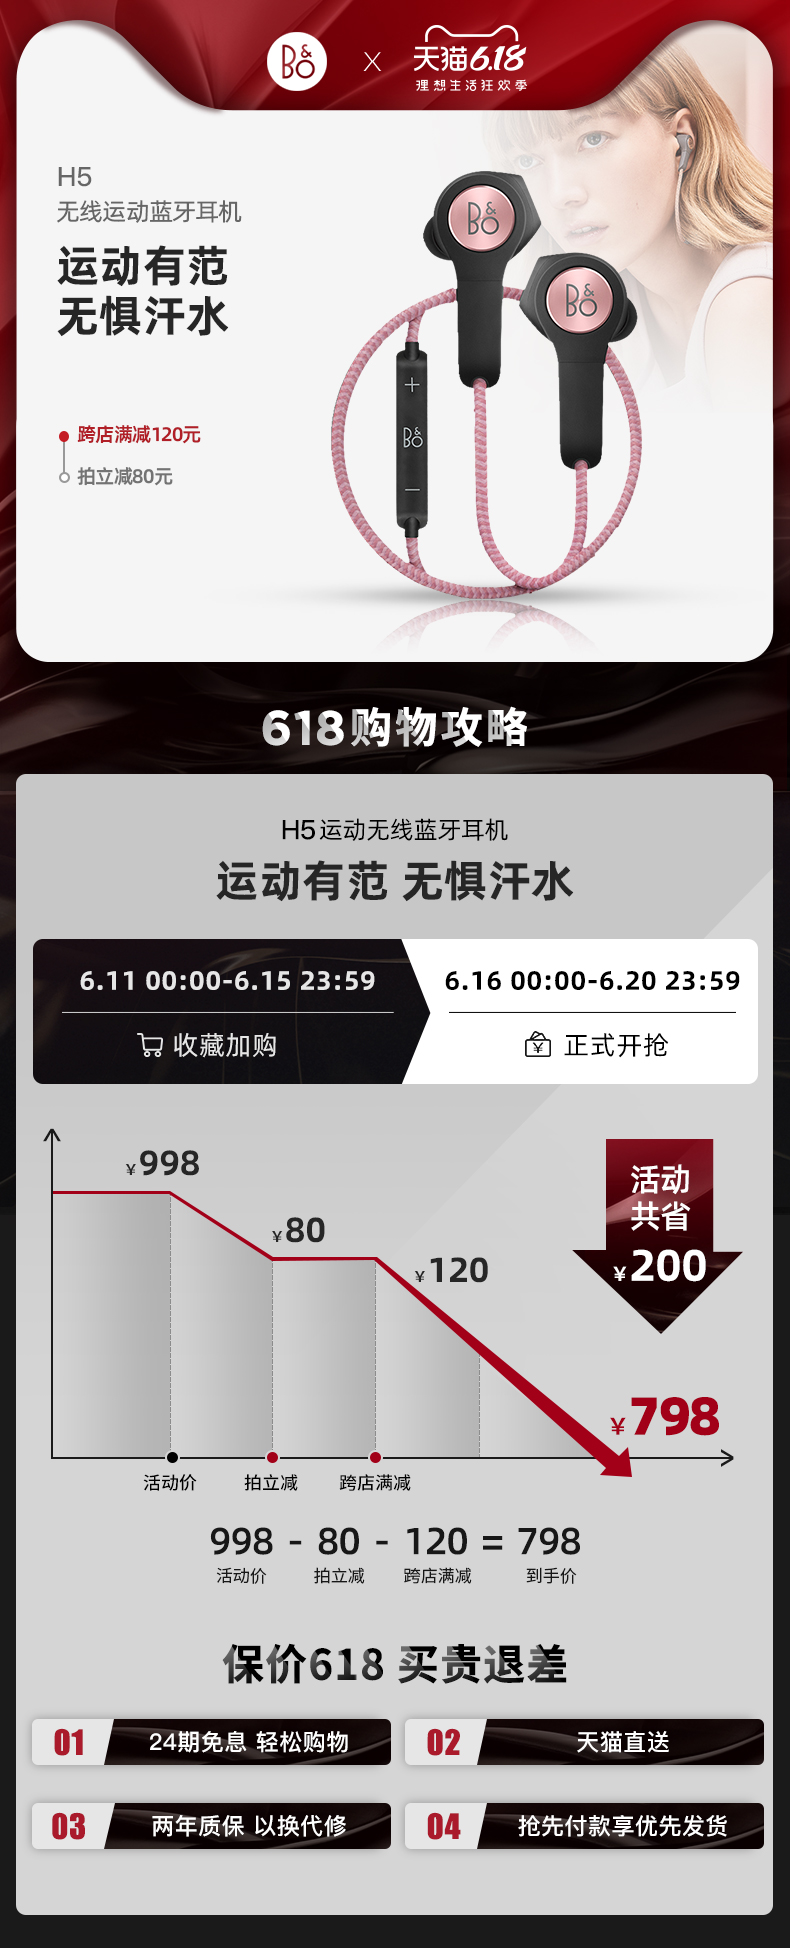 B&O X 天猫6.18
理想生活狂欢季
H5
无线运动蓝牙耳机
运动有范
无惧汗水
跨店满减120元
拍立减80元
B&O
B&O
+
B&O
−
618购物攻略
H5运动无线蓝牙耳机
运动有范 无惧汗水
6.11 00:00-6.15 23:59
收藏加购
6.16 00:00-6.20 23:59
¥
正式开抢
¥998
¥80
¥120
活动
共省
¥200
¥798
活动价 拍立减 跨店满减
998 - 80 - 120 = 798
活动价 拍立减 跨店满减 到手价
保价618 买贵退差
01 24期免息 轻松购物
02 天猫直送
03 两年质保 以换代修
04 抢先付款享优先发货